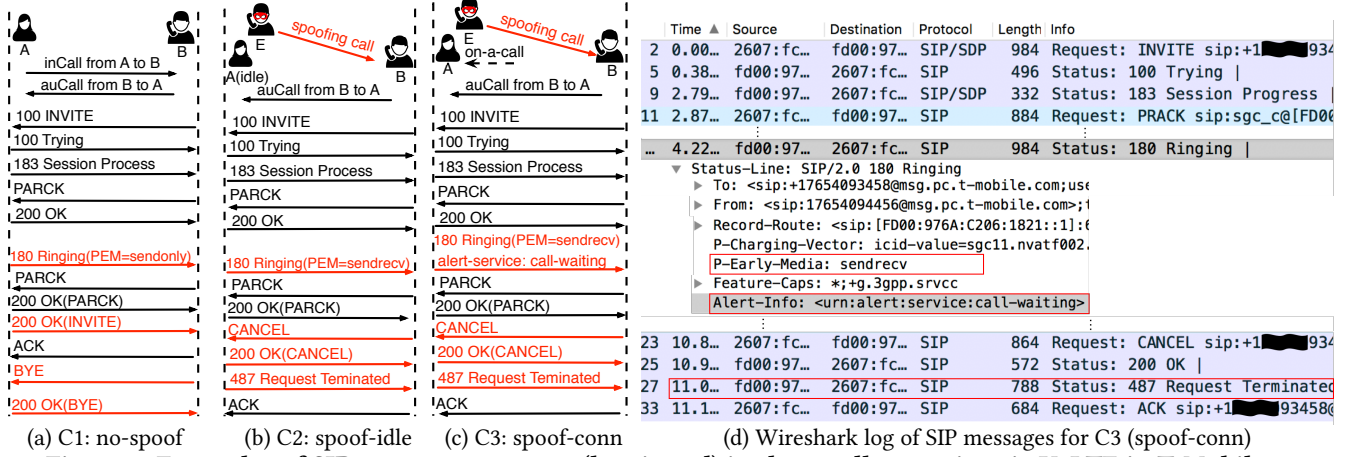 A
B
inCall from A to B
auCall from B to A
100 INVITE
100 Trying
183 Session Process
PARCK
200 OK
180 Ringing(PEM=sendonly)
PARCK
200 OK(PARCK)
200 OK(INVITE)
ACK
BYE
200 OK(BYE)
(a) C1: no-spoof
E
spoofing call
A(idle)
B
auCall from B to A
100 INVITE
100 Trying
183 Session Process
PARCK
200 OK
180 Ringing(PEM=sendrecv)
PARCK
200 OK(PARCK)
CANCEL
200 OK(CANCEL)
487 Request Teminated
ACK
(b) C2: spoof-idle
E
spoofing call
on-a-call
A
B
auCall from B to A
100 INVITE
100 Trying
183 Session Process
PARCK
200 OK
180 Ringing(PEM=sendrecv)
alert-service: call-waiting
PARCK
200 OK(PARCK)
CANCEL
200 OK(CANCEL)
487 Request Teminated
ACK
(c) C3: spoof-conn
Time ▲ Source Destination Protocol Length Info
2 0.00… 2607:fc… fd00:97… SIP/SDP 984 Request: INVITE sip:+1 934
5 0.38… fd00:97… 2607:fc… SIP 496 Status: 100 Trying |
9 2.79… fd00:97… 2607:fc… SIP/SDP 332 Status: 183 Session Progress |
11 2.87… 2607:fc… fd00:97… SIP 884 Request: PRACK sip:sgc_c@[FD00
… 4.22… fd00:97… 2607:fc… SIP 984 Status: 180 Ringing |
Status-Line: SIP/2.0 180 Ringing
To: <sip:+17654093458@msg.pc.t-mobile.com;use
From: <sip:17654094456@msg.pc.t-mobile.com>;t
Record-Route: <sip:[FD00:976A:C206:1821::1]:6
P-Charging-Vector: icid-value=sgc11.nvatf002.
P-Early-Media: sendrecv
Feature-Caps: *;+g.3gpp.srvcc
Alert-Info: <urn:alert:service:call-waiting>
23 10.8… 2607:fc… fd00:97… SIP 864 Request: CANCEL sip:+1 934
25 10.9… fd00:97… 2607:fc… SIP 572 Status: 200 OK |
27 11.0… fd00:97… 2607:fc… SIP 788 Status: 487 Request Terminated
33 11.1… 2607:fc… fd00:97… SIP 684 Request: ACK sip:+1 93458@
(d) Wireshark log of SIP messages for C3 (spoof-conn)